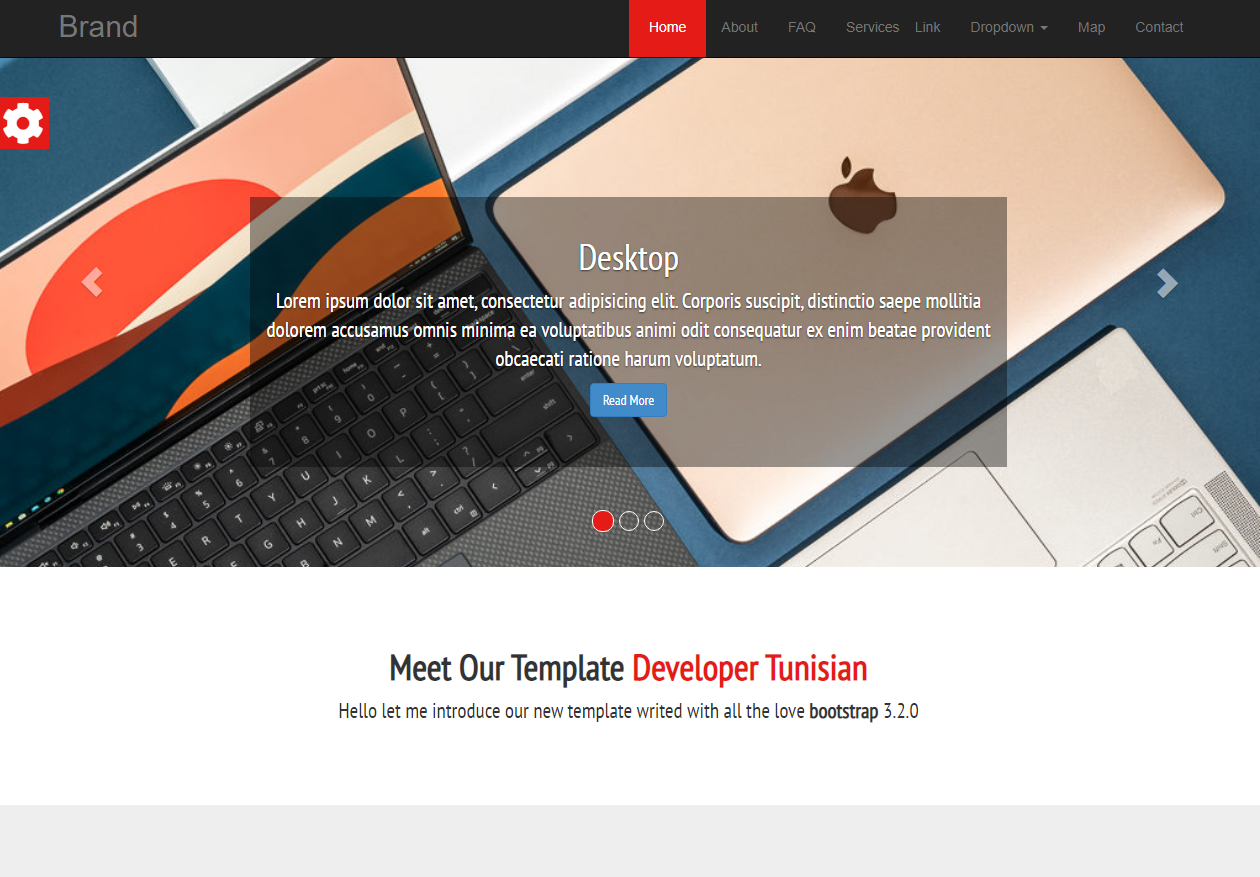 Brand
Home About FAQ Services Link Dropdown Map Contact
Desktop
Lorem ipsum dolor sit amet, consectetur adipisicing elit. Corporis suscipit, distinctio saepe mollitia
dolorem accusamus omnis minima ea voluptatibus animi odit consequatur ex enim beatae provident
obcaecati ratione harum voluptatum.
Read More
Meet Our Template Developer Tunisian
Hello let me introduce our new template writed with all the love bootstrap 3.2.0